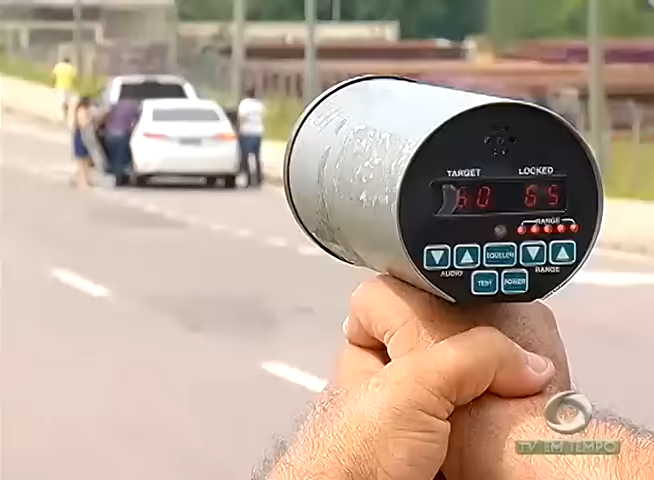 TARGET LOCKED
60 65
RANGE
SQUELCH
AUDIO RANGE
TEST POWER
TV EM TEMPO